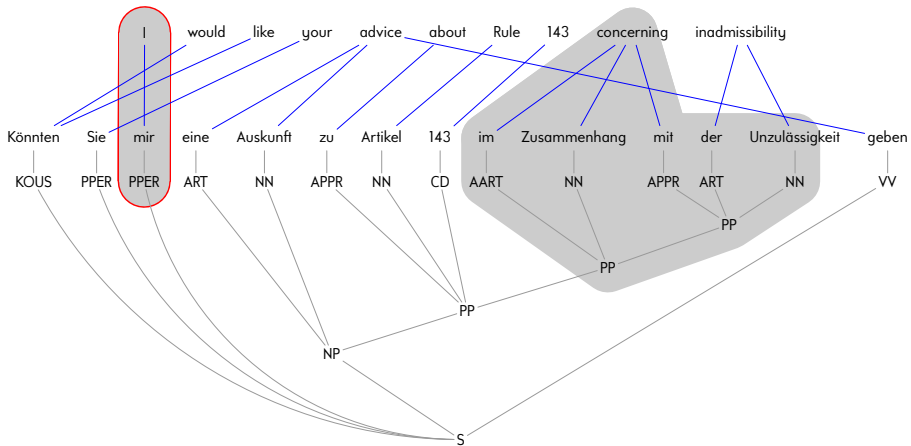 I would like your advice about Rule 143 concerning inadmissibility
Könnten Sie mir eine Auskunft zu Artikel 143 im Zusammenhang mit der Unzulässigkeit geben
KOUS PPER PPER ART NN APPR NN CD AART NN APPR ART NN VV
PP
PP
PP
NP
S